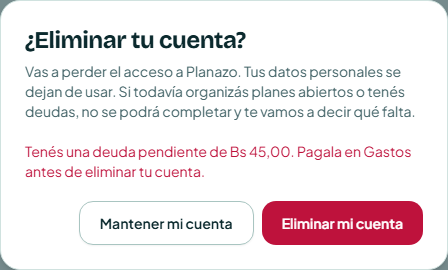 ¿Eliminar tu cuenta?
Vas a perder el acceso a Planazo. Tus datos personales se
dejan de usar. Si todavía organizás planes abiertos o tenés
deudas, no se podrá completar y te vamos a decir qué falta.
Tenés una deuda pendiente de Bs 45,00. Pagala en Gastos
antes de eliminar tu cuenta.
Mantener mi cuenta
Eliminar mi cuenta